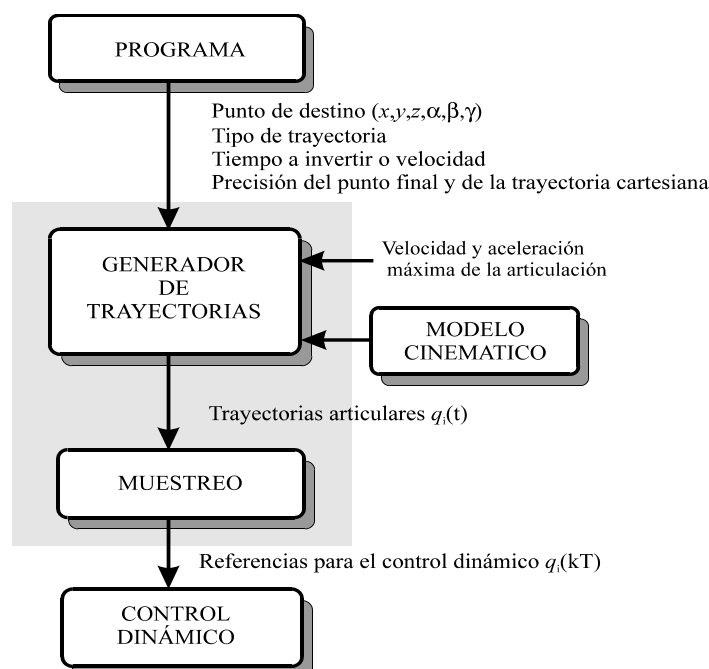 PROGRAMA
Punto de destino (x,y,z,α,β,γ)
Tipo de trayectoria
Tiempo a invertir o velocidad
Precisión del punto final y de la trayectoria cartesiana
GENERADOR
DE
TRAYECTORIAS
Velocidad y aceleración
máxima de la articulación
MODELO
CINEMATICO
Trayectorias articulares qᵢ(t)
MUESTREO
Referencias para el control dinámico qᵢ(kT)
CONTROL
DINÁMICO